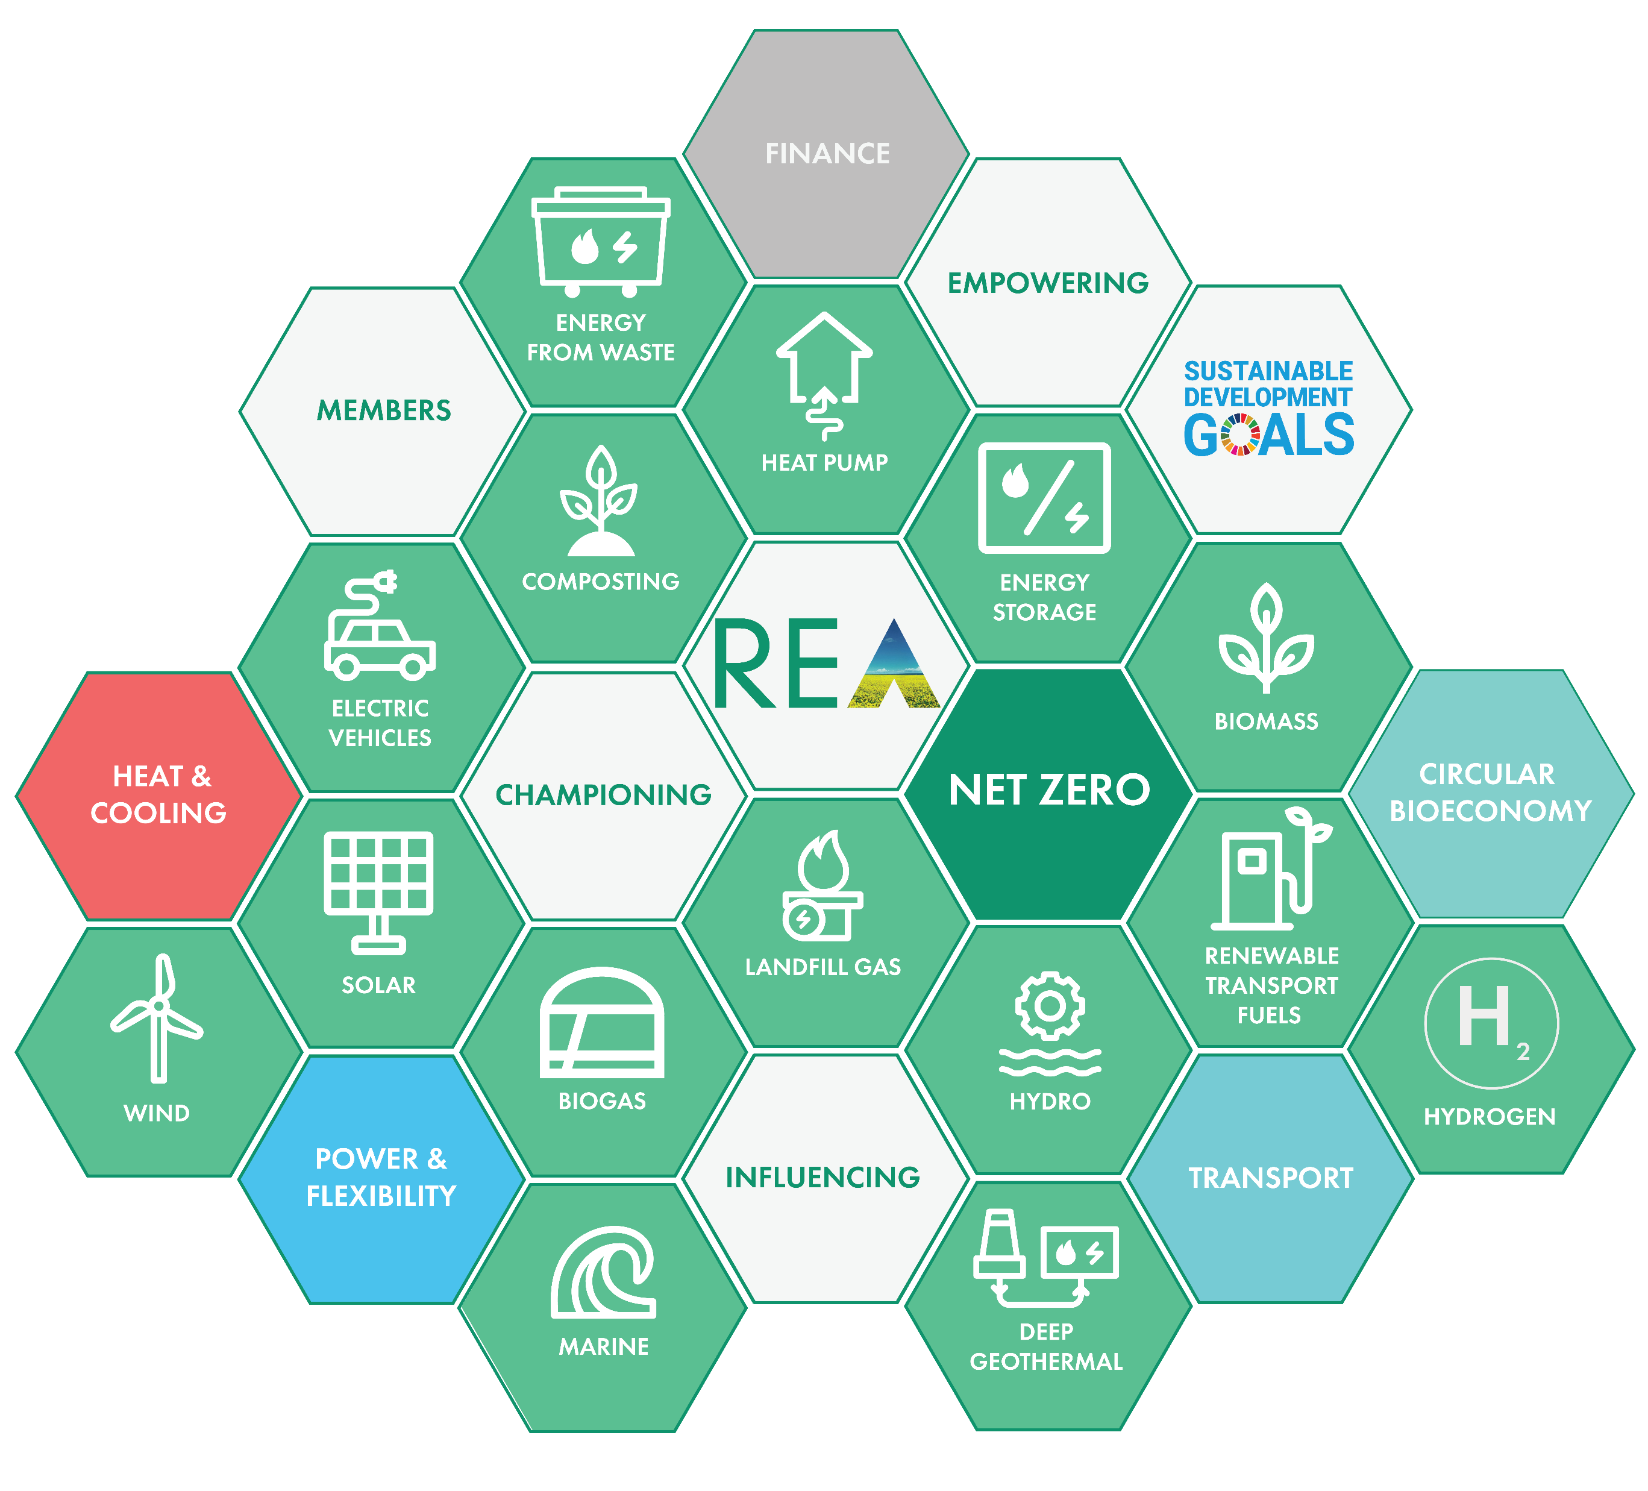 FINANCE
ENERGY
FROM WASTE
EMPOWERING
MEMBERS
HEAT PUMP
SUSTAINABLE
DEVELOPMENT
GOALS
COMPOSTING
ENERGY
STORAGE
ELECTRIC
VEHICLES
REA
BIOMASS
HEAT &
COOLING
CHAMPIONING
NET ZERO
CIRCULAR
BIOECONOMY
SOLAR
LANDFILL GAS
RENEWABLE
TRANSPORT
FUELS
WIND
BIOGAS
HYDRO
H2
HYDROGEN
POWER &
FLEXIBILITY
INFLUENCING
TRANSPORT
MARINE
DEEP
GEOTHERMAL